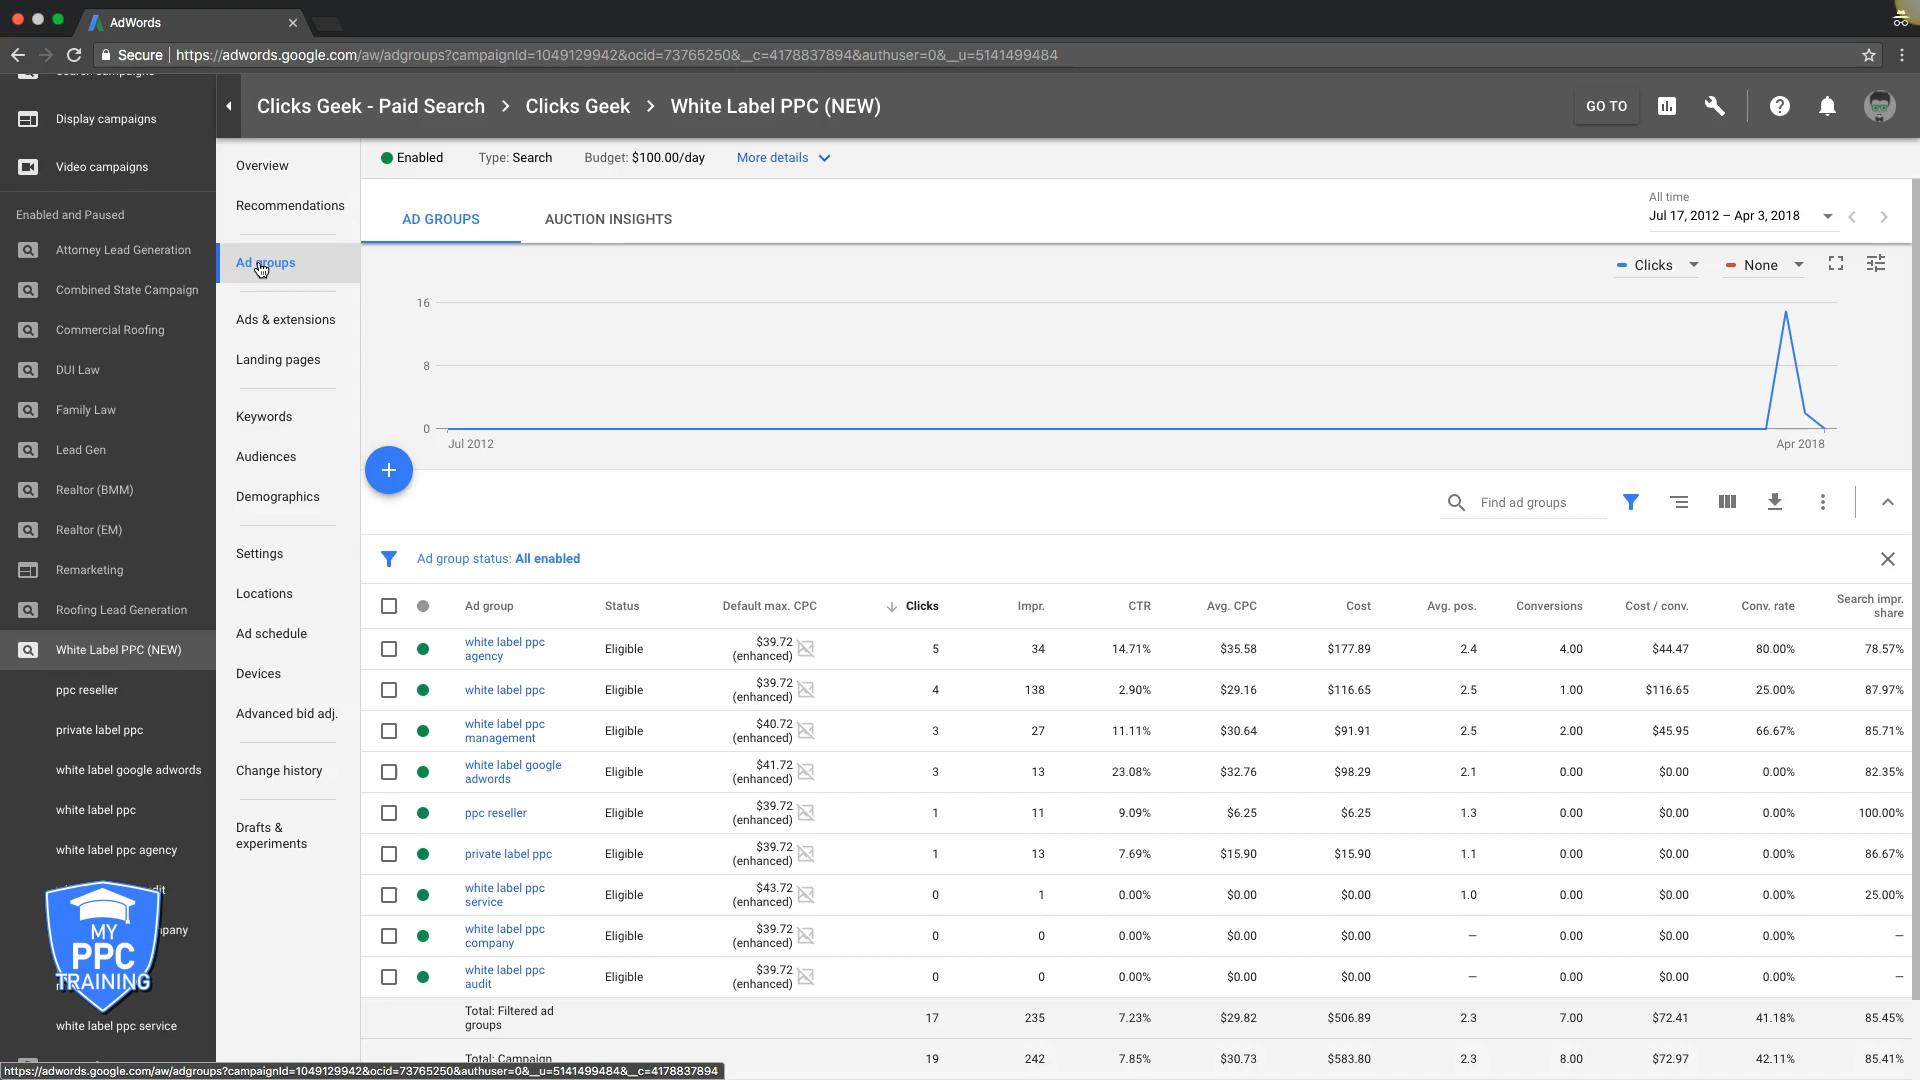 AdWords
Secure
https://adwords.google.com/aw/adgroups?campaignId=1049129942&ocid=73765250&__c=4178837894&authuser=0&__u=5141499484
Clicks Geek - Paid Search > Clicks Geek > White Label PPC (NEW)
GO TO
Display campaigns
Video campaigns
Enabled and Paused
Attorney Lead Generation
Combined State Campaign
Commercial Roofing
DUI Law
Family Law
Lead Gen
Realtor (BMM)
Realtor (EM)
Remarketing
Roofing Lead Generation
White Label PPC (NEW)
ppc reseller
private label ppc
white label google adwords
white label ppc
white label ppc agency
MY
PPC
TRAINING
white label ppc service
Overview
Recommendations
Ad groups
Ads & extensions
Landing pages
Keywords
Audiences
Demographics
Settings
Locations
Ad schedule
Devices
Advanced bid adj.
Change history
Drafts &
experiments
Enabled Type: Search Budget: $100.00/day More details
AD GROUPS AUCTION INSIGHTS
All time
Jul 17, 2012 – Apr 3, 2018
Clicks None
16
8
0
Jul 2012 Apr 2018
Find ad groups
Ad group status: All enabled
Ad group Status Default max. CPC Clicks Impr. CTR Avg. CPC Cost Avg. pos. Conversions Cost / conv. Conv. rate Search impr.
share
white label ppc
agency Eligible $39.72
(enhanced) 5 34 14.71% $35.58 $177.89 2.4 4.00 $44.47 80.00% 78.57%
white label ppc Eligible $39.72
(enhanced) 4 138 2.90% $29.16 $116.65 2.5 1.00 $116.65 25.00% 87.97%
white label ppc
management Eligible $40.72
(enhanced) 3 27 11.11% $30.64 $91.91 2.5 2.00 $45.95 66.67% 85.71%
white label google
adwords Eligible $41.72
(enhanced) 3 13 23.08% $32.76 $98.29 2.1 0.00 $0.00 0.00% 82.35%
ppc reseller Eligible $39.72
(enhanced) 1 11 9.09% $6.25 $6.25 1.3 0.00 $0.00 0.00% 100.00%
private label ppc Eligible $39.72
(enhanced) 1 13 7.69% $15.90 $15.90 1.1 0.00 $0.00 0.00% 86.67%
white label ppc
service Eligible $43.72
(enhanced) 0 1 0.00% $0.00 $0.00 1.0 0.00 $0.00 0.00% 25.00%
white label ppc
company Eligible $39.72
(enhanced) 0 0 0.00% $0.00 $0.00 – 0.00 $0.00 0.00% –
white label ppc
audit Eligible $39.72
(enhanced) 0 0 0.00% $0.00 $0.00 – 0.00 $0.00 0.00% –
Total: Filtered ad
groups 17 235 7.23% $29.82 $506.89 2.3 7.00 $72.41 41.18% 85.45%
Total: Campaign 19 242 7.85% $30.73 $583.80 2.3 8.00 $72.97 42.11% 85.41%
https://adwords.google.com/aw/adgroups?campaignId=1049129942&ocid=73765250&authuser=0&__u=5141499484&__c=4178837894